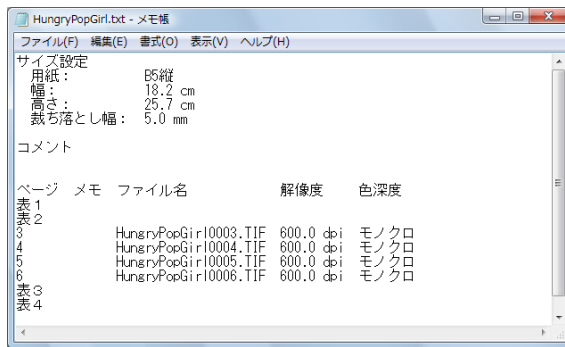 HungryPopGirl.txt - メモ帳
ファイル(F) 編集(E) 書式(O) 表示(V) ヘルプ(H)
サイズ設定
用紙： B5縦
幅： 18.2 cm
高さ： 25.7 cm
裁ち落とし幅： 5.0 mm
コメント
ページ メモ ファイル名 解像度 色深度
表１
表２
3 HungryPopGirl0003.TIF 600.0 dpi モノクロ
4 HungryPopGirl0004.TIF 600.0 dpi モノクロ
5 HungryPopGirl0005.TIF 600.0 dpi モノクロ
6 HungryPopGirl0006.TIF 600.0 dpi モノクロ
表３
表４